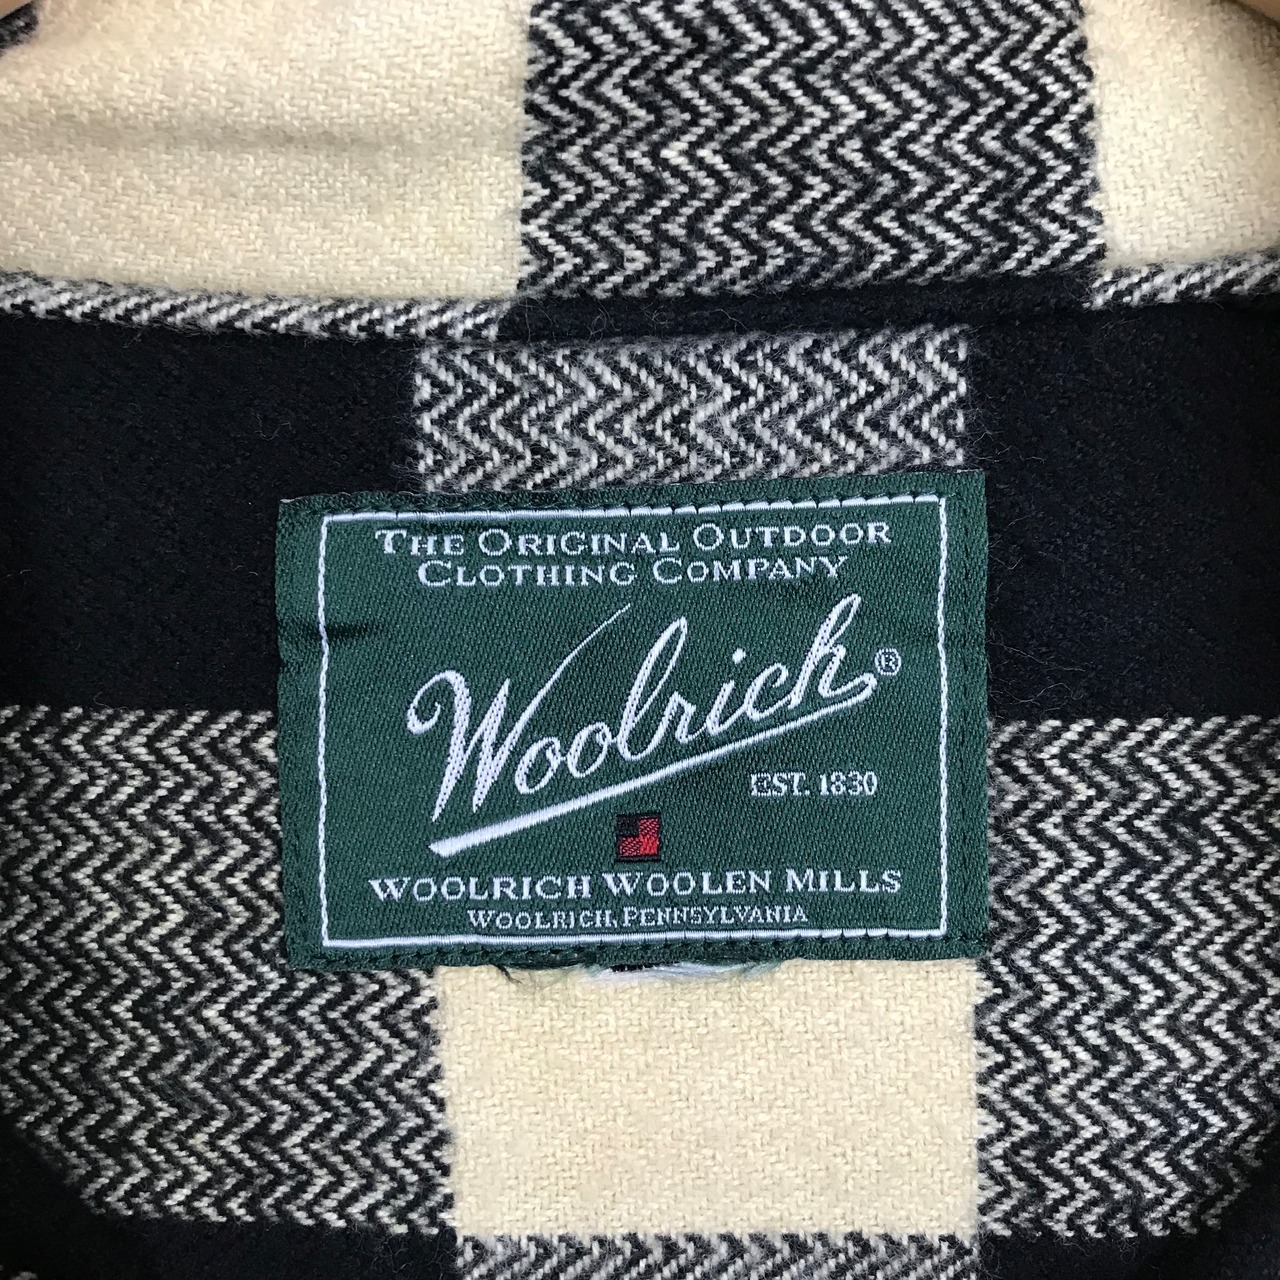 THE ORIGINAL OUTDOOR
CLOTHING COMPANY
Woolrich®
EST. 1830
WOOLRICH WOOLEN MILLS
WOOLRICH, PENNSYLVANIA